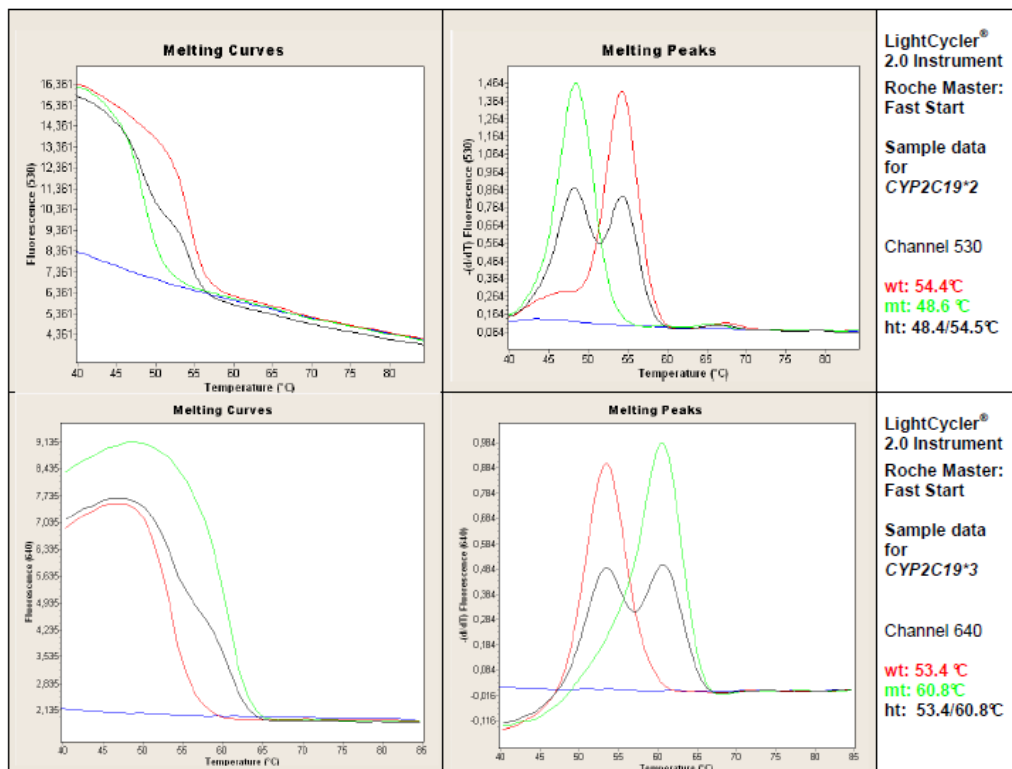 Melting Curves
16,361
15,361
14,361
13,361
12,361
11,361
10,361
9,361
8,361
7,361
6,361
5,361
4,361
Fluorescence (530)
40 45 50 55 60 65 70 75 80
Temperature (°C)
Melting Peaks
1,464
1,364
1,264
1,164
1,064
0,964
0,864
0,764
0,664
0,564
0,464
0,364
0,264
0,164
0,064
-(d/dT) Fluorescence (530)
40 45 50 55 60 65 70 75 80
Temperature (°C)
LightCycler®
2.0 Instrument
Roche Master:
Fast Start
Sample data
for
CYP2C19*2
Channel 530
wt: 54.4°C
mt: 48.6 °C
ht: 48.4/54.5°C
Melting Curves
9,135
8,435
7,735
7,035
6,335
5,635
4,935
4,235
3,535
2,835
2,135
Fluorescence (640)
40 45 50 55 60 65 70 75 80 85
Temperature (°C)
Melting Peaks
0,984
0,884
0,784
0,684
0,584
0,484
0,384
0,284
0,184
0,084
-0,016
-0,116
-(d/dT) Fluorescence (640)
40 45 50 55 60 65 70 75 80 85
Temperature (°C)
LightCycler®
2.0 Instrument
Roche Master:
Fast Start
Sample data
for
CYP2C19*3
Channel 640
wt: 53.4 °C
mt: 60.8°C
ht: 53.4/60.8°C